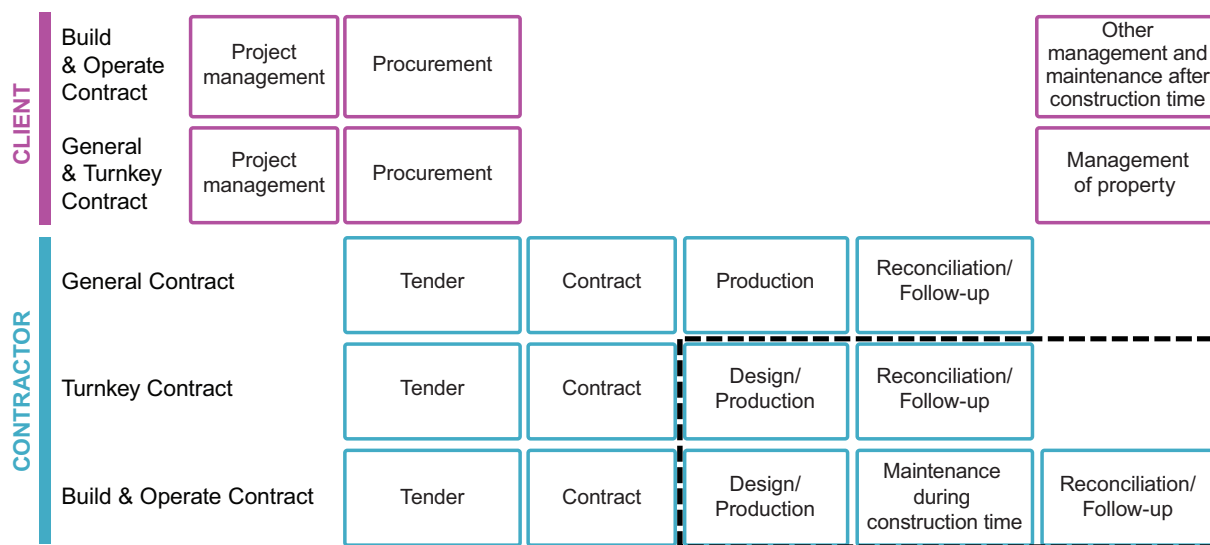 CLIENT
Build
& Operate
Contract
Project
management
Procurement
Other
management and
maintenance after
construction time
General
& Turnkey
Contract
Project
management
Procurement
Management
of property
CONTRACTOR
General Contract
Tender
Contract
Production
Reconciliation/
Follow-up
Turnkey Contract
Tender
Contract
Design/
Production
Reconciliation/
Follow-up
Build & Operate Contract
Tender
Contract
Design/
Production
Maintenance
during
construction time
Reconciliation/
Follow-up